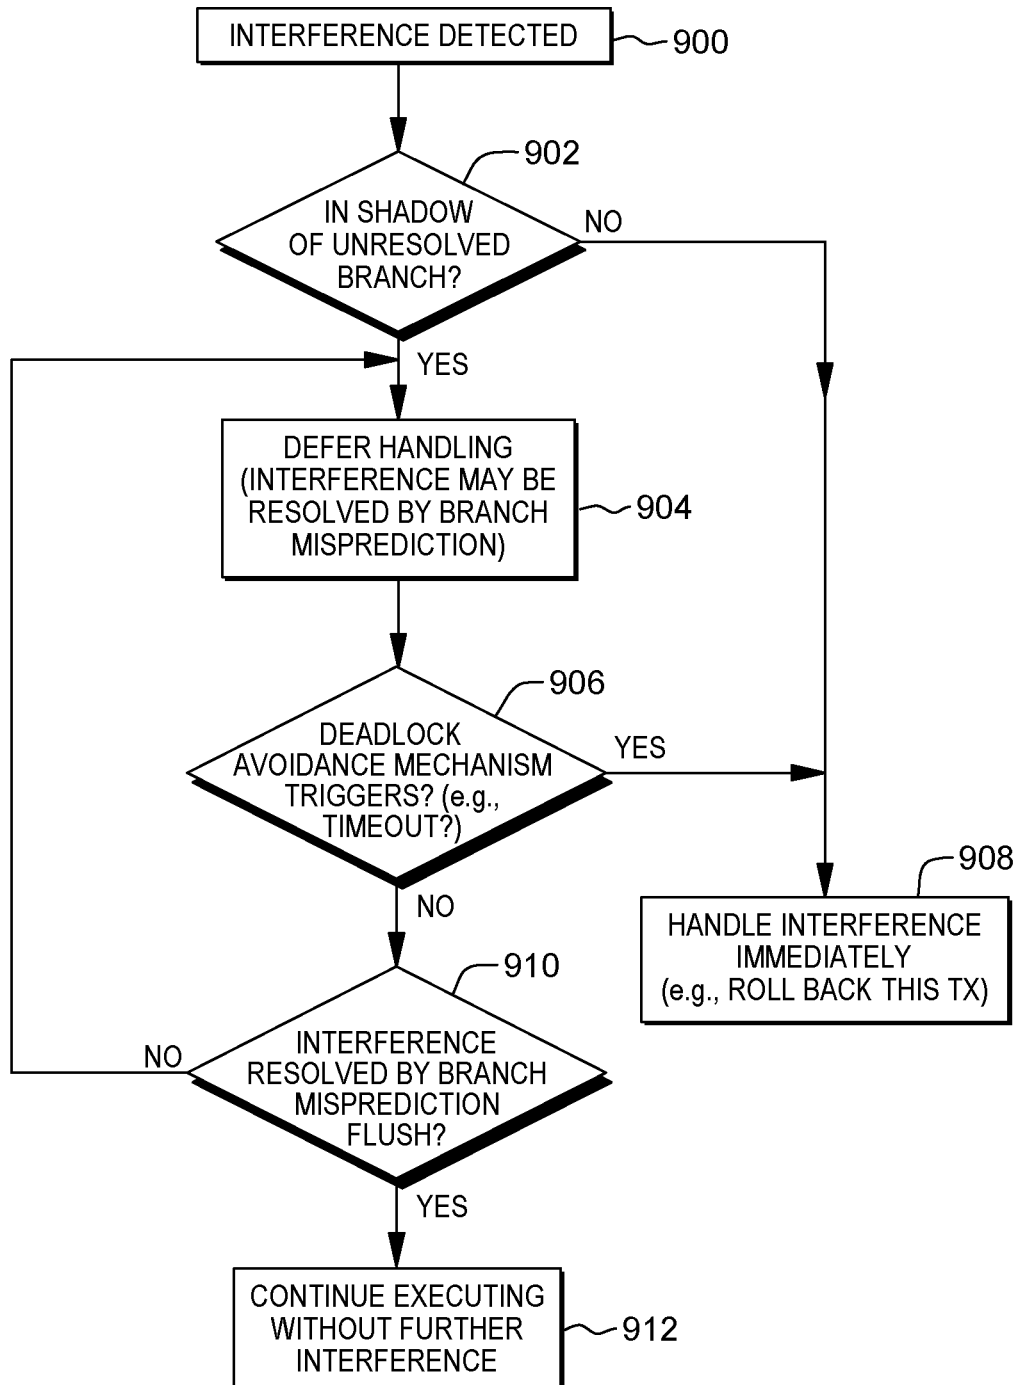 INTERFERENCE DETECTED
900
902
IN SHADOW
OF UNRESOLVED
BRANCH?
NO
YES
DEFER HANDLING
(INTERFERENCE MAY BE
RESOLVED BY BRANCH
MISPREDICTION)
904
906
DEADLOCK
AVOIDANCE MECHANISM
TRIGGERS? (e.g.,
TIMEOUT?)
YES
NO
908
HANDLE INTERFERENCE
IMMEDIATELY
(e.g., ROLL BACK THIS TX)
910
INTERFERENCE
RESOLVED BY BRANCH
MISPREDICTION
FLUSH?
NO
YES
CONTINUE EXECUTING
WITHOUT FURTHER
INTERFERENCE
912